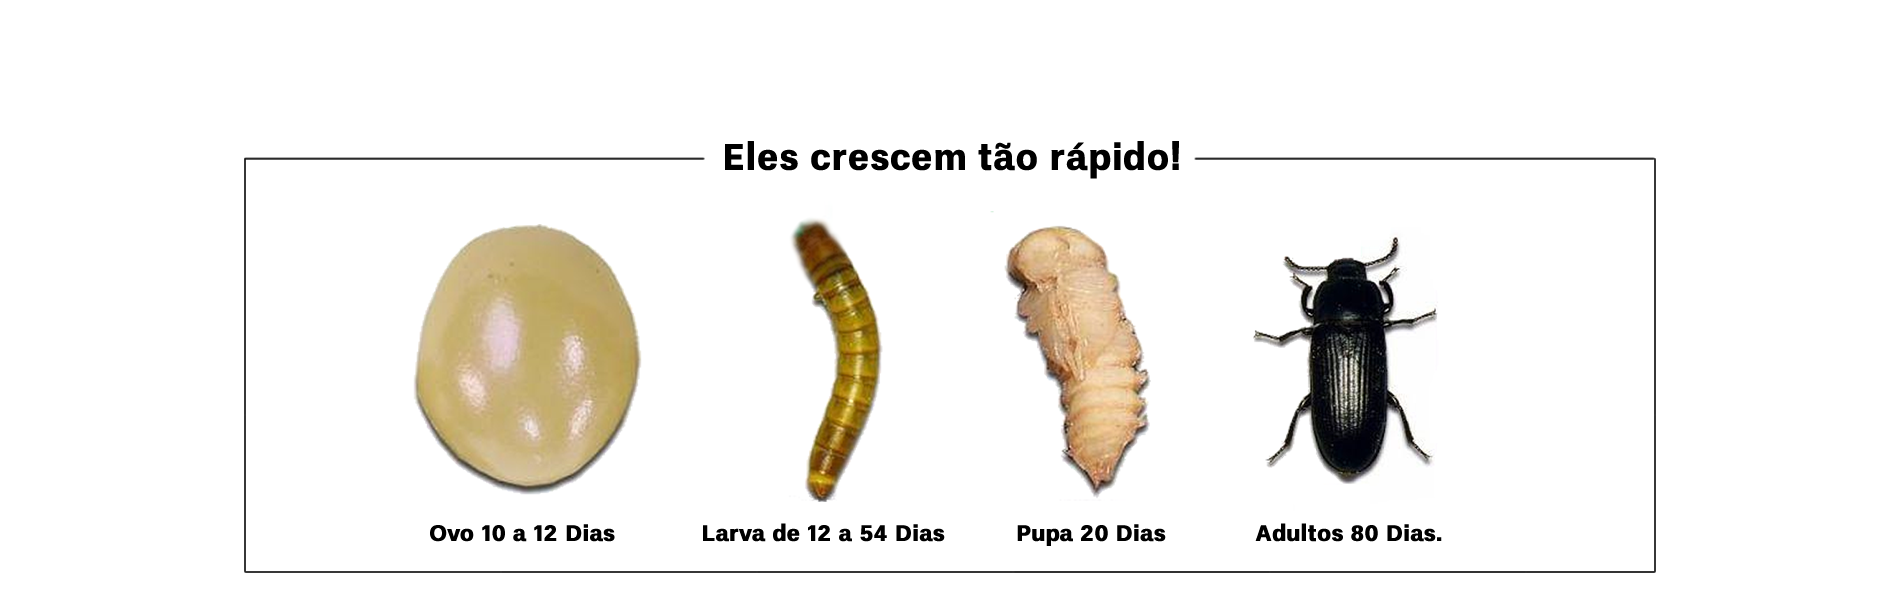 Eles crescem tão rápido!
Ovo 10 a 12 Dias
Larva de 12 a 54 Dias
Pupa 20 Dias
Adultos 80 Dias.